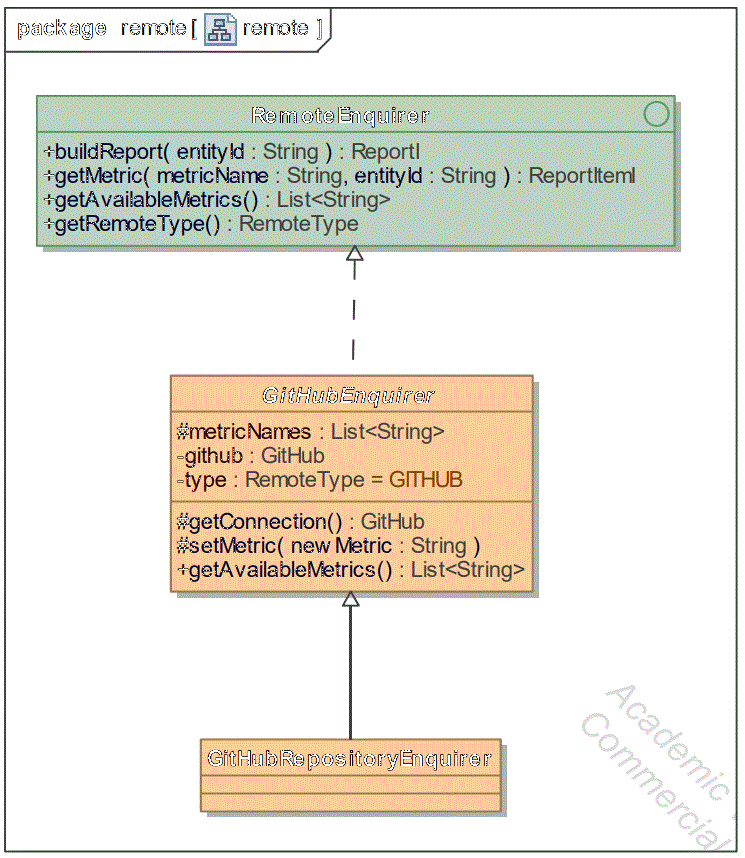 package remote[ remote ]
RemoteEnquirer
+buildReport( entityId : String ) : ReportI
+getMetric( metricName : String, entityId : String ) : ReportItemI
+getAvailableMetrics() : List<String>
+getRemoteType() : RemoteType
GitHubEnquirer
#metricNames : List<String>
-github : GitHub
-type : RemoteType = GITHUB
#getConnection() : GitHub
#setMetric( newMetric : String )
+getAvailableMetrics() : List<String>
GitHubRepositoryEnquirer
Academic
Commercial